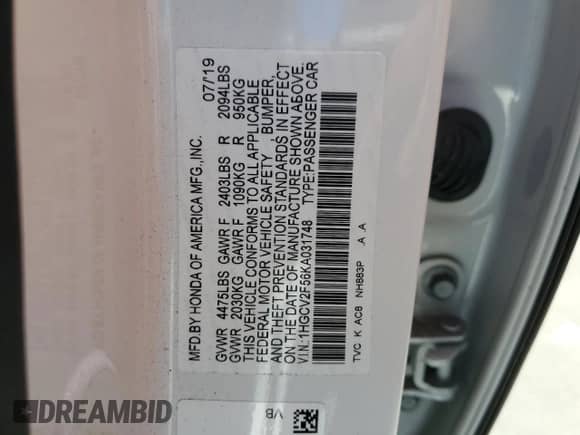 MFD.BY HONDA OF AMERICA MFG.,INC. 07/19
GVWR 4475LBS GAWR F 2403LBS R 2094LBS
GVWR 2030KG GAWR F 1090KG R 950KG
THIS VEHICLE CONFORMS TO ALL APPLICABLE
FEDERAL MOTOR VEHICLE SAFETY , BUMPER,
AND THEFT PREVENTION STANDARDS IN EFFECT
ON THE DATE OF MANUFACTURE SHOWN ABOVE.
V.I.N.:1HGCV2F56KA031748 TYPE:PASSENGER CAR
TVC K AC8 NH883P .A .A
VB
DREAMBID